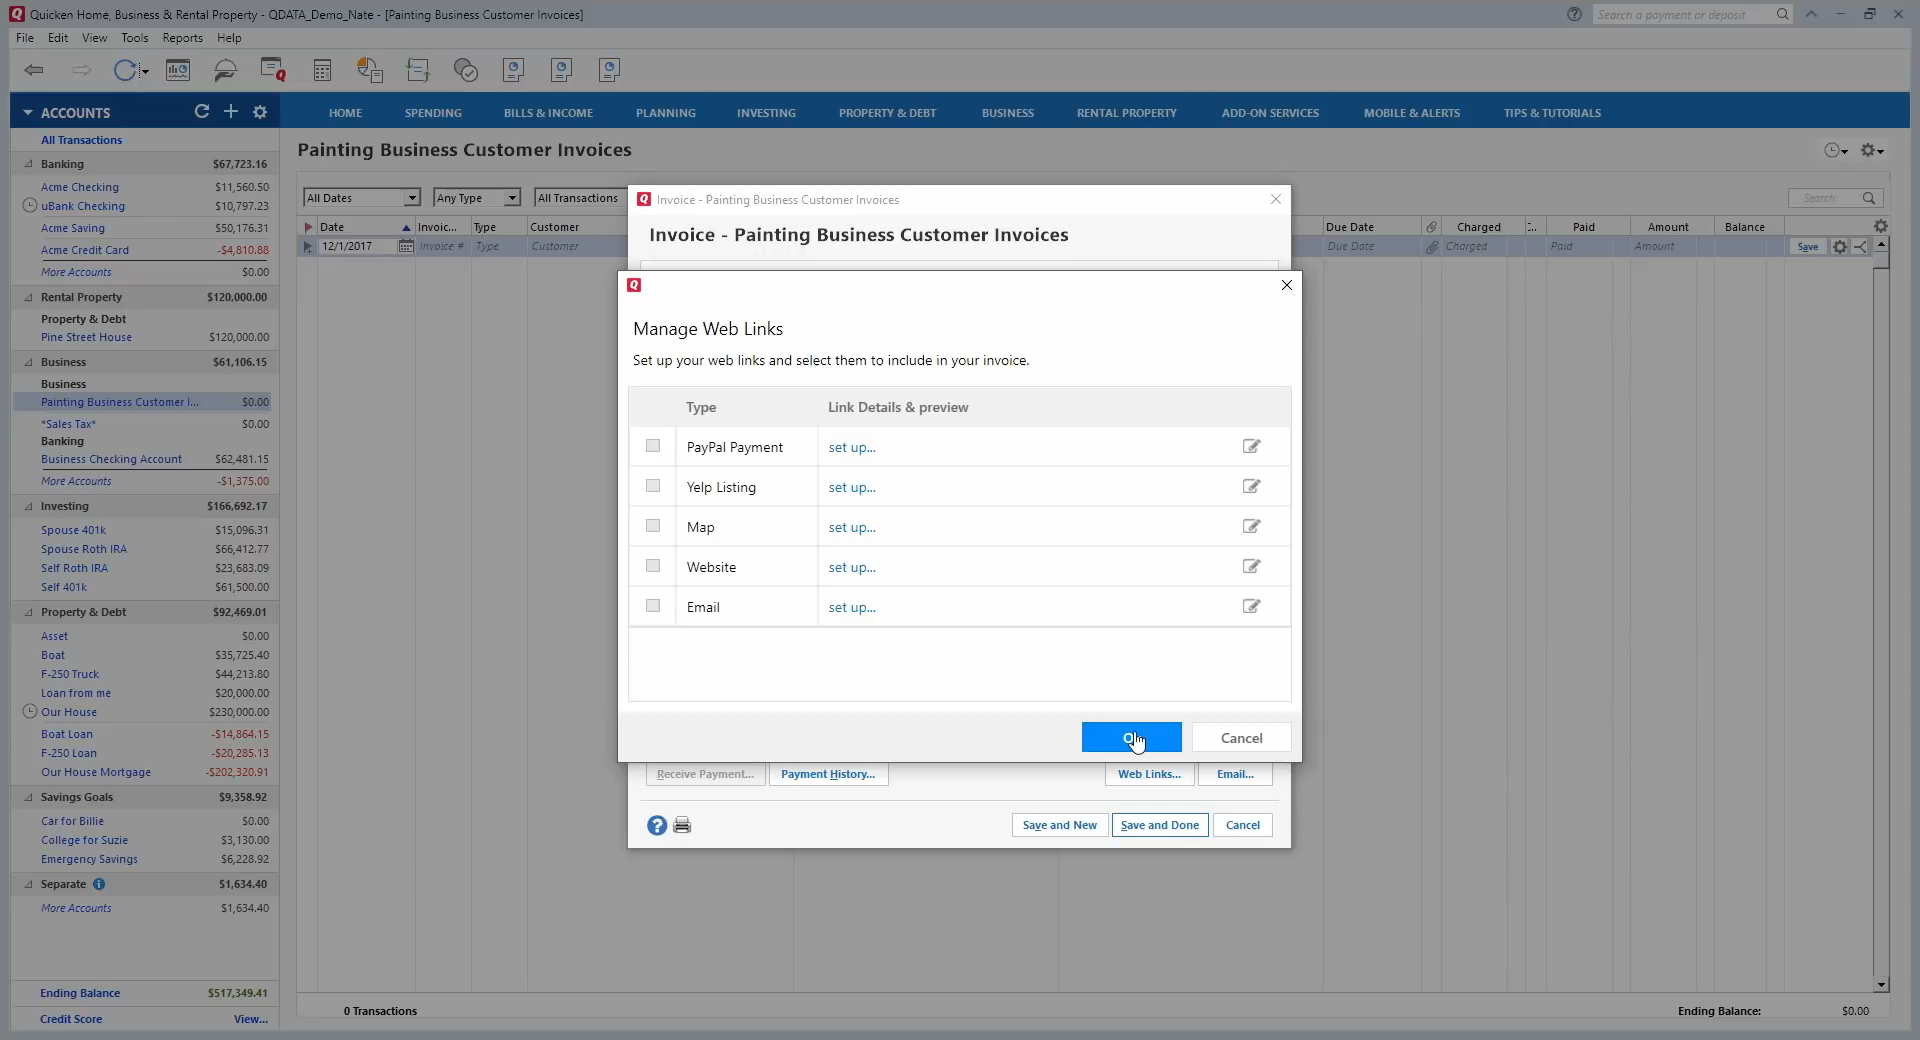 Quicken Home, Business & Rental Property - QDATA_Demo_Nate - [Painting Business Customer Invoices]
Search a payment or deposit
File Edit View Tools Reports Help
ACCOUNTS
HOME SPENDING BILLS & INCOME PLANNING INVESTING PROPERTY & DEBT BUSINESS RENTAL PROPERTY ADD-ON SERVICES MOBILE & ALERTS TIPS & TUTORIALS
All Transactions
Banking $67,723.16
Acme Checking $11,560.50
uBank Checking $10,797.23
Acme Saving $50,176.31
Acme Credit Card -$4,810.88
More Accounts $0.00
Rental Property $120,000.00
Property & Debt
Pine Street House $120,000.00
Business $61,106.15
Business
Painting Business Customer I... $0.00
*Sales Tax* $0.00
Banking
Business Checking Account $62,481.15
More Accounts -$1,375.00
Investing $166,692.17
Spouse 401k $15,096.31
Spouse Roth IRA $66,412.77
Self Roth IRA $23,683.09
Self 401k $61,500.00
Property & Debt $92,469.01
Asset $0.00
Boat $35,725.40
F-250 Truck $44,213.80
Loan from me $20,000.00
Our House $230,000.00
Boat Loan -$14,864.15
F-250 Loan -$20,285.13
Our House Mortgage -$202,320.91
Savings Goals $9,358.92
Car for Billie $0.00
College for Suzie $3,130.00
Emergency Savings $6,228.92
Separate $1,634.40
More Accounts $1,634.40
Ending Balance $517,349.41
Credit Score View...
Painting Business Customer Invoices
All Dates Any Type All Transactions Search
Date Invoic... Type Customer Due Date Charged :.. Paid Amount Balance
12/1/2017 Invoice # Type Customer Due Date Charged Paid Amount Save
Invoice - Painting Business Customer Invoices
Invoice - Painting Business Customer Invoices
Manage Web Links
Set up your web links and select them to include in your invoice.
Type Link Details & preview
PayPal Payment set up...
Yelp Listing set up...
Map set up...
Website set up...
Email set up...
Cancel
Receive Payment... Payment History... Web Links... Email...
? Save and New Save and Done Cancel
0 Transactions Ending Balance: $0.00